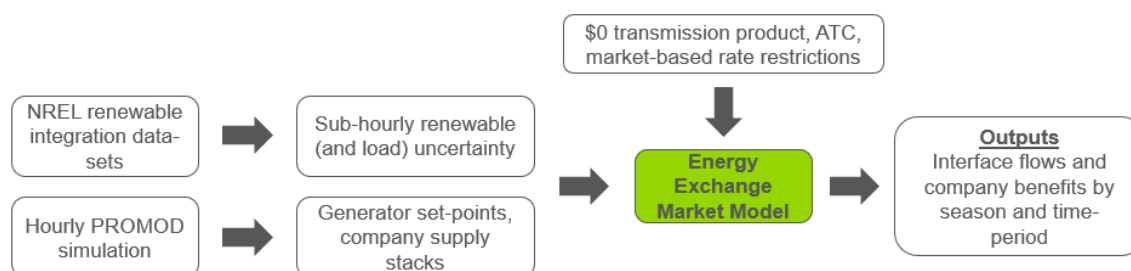 $0 transmission product, ATC,
market-based rate restrictions
NREL renewable
integration data-
sets
Sub-hourly renewable
(and load) uncertainty
Hourly PROMOD
simulation
Generator set-points,
company supply
stacks
Energy
Exchange
Market Model
Outputs
Interface flows and
company benefits by
season and time-
period